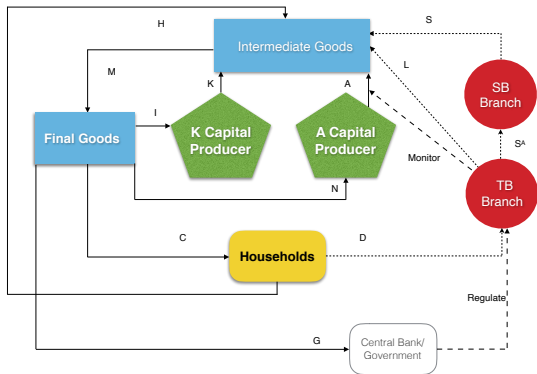 H
S
Intermediate Goods
M
L
K
A
SB
Branch
I
Final Goods
K Capital
Producer
A Capital
Producer
Sᴬ
Monitor
TB
Branch
N
C
D
Households
Regulate
G
Central Bank/
Government